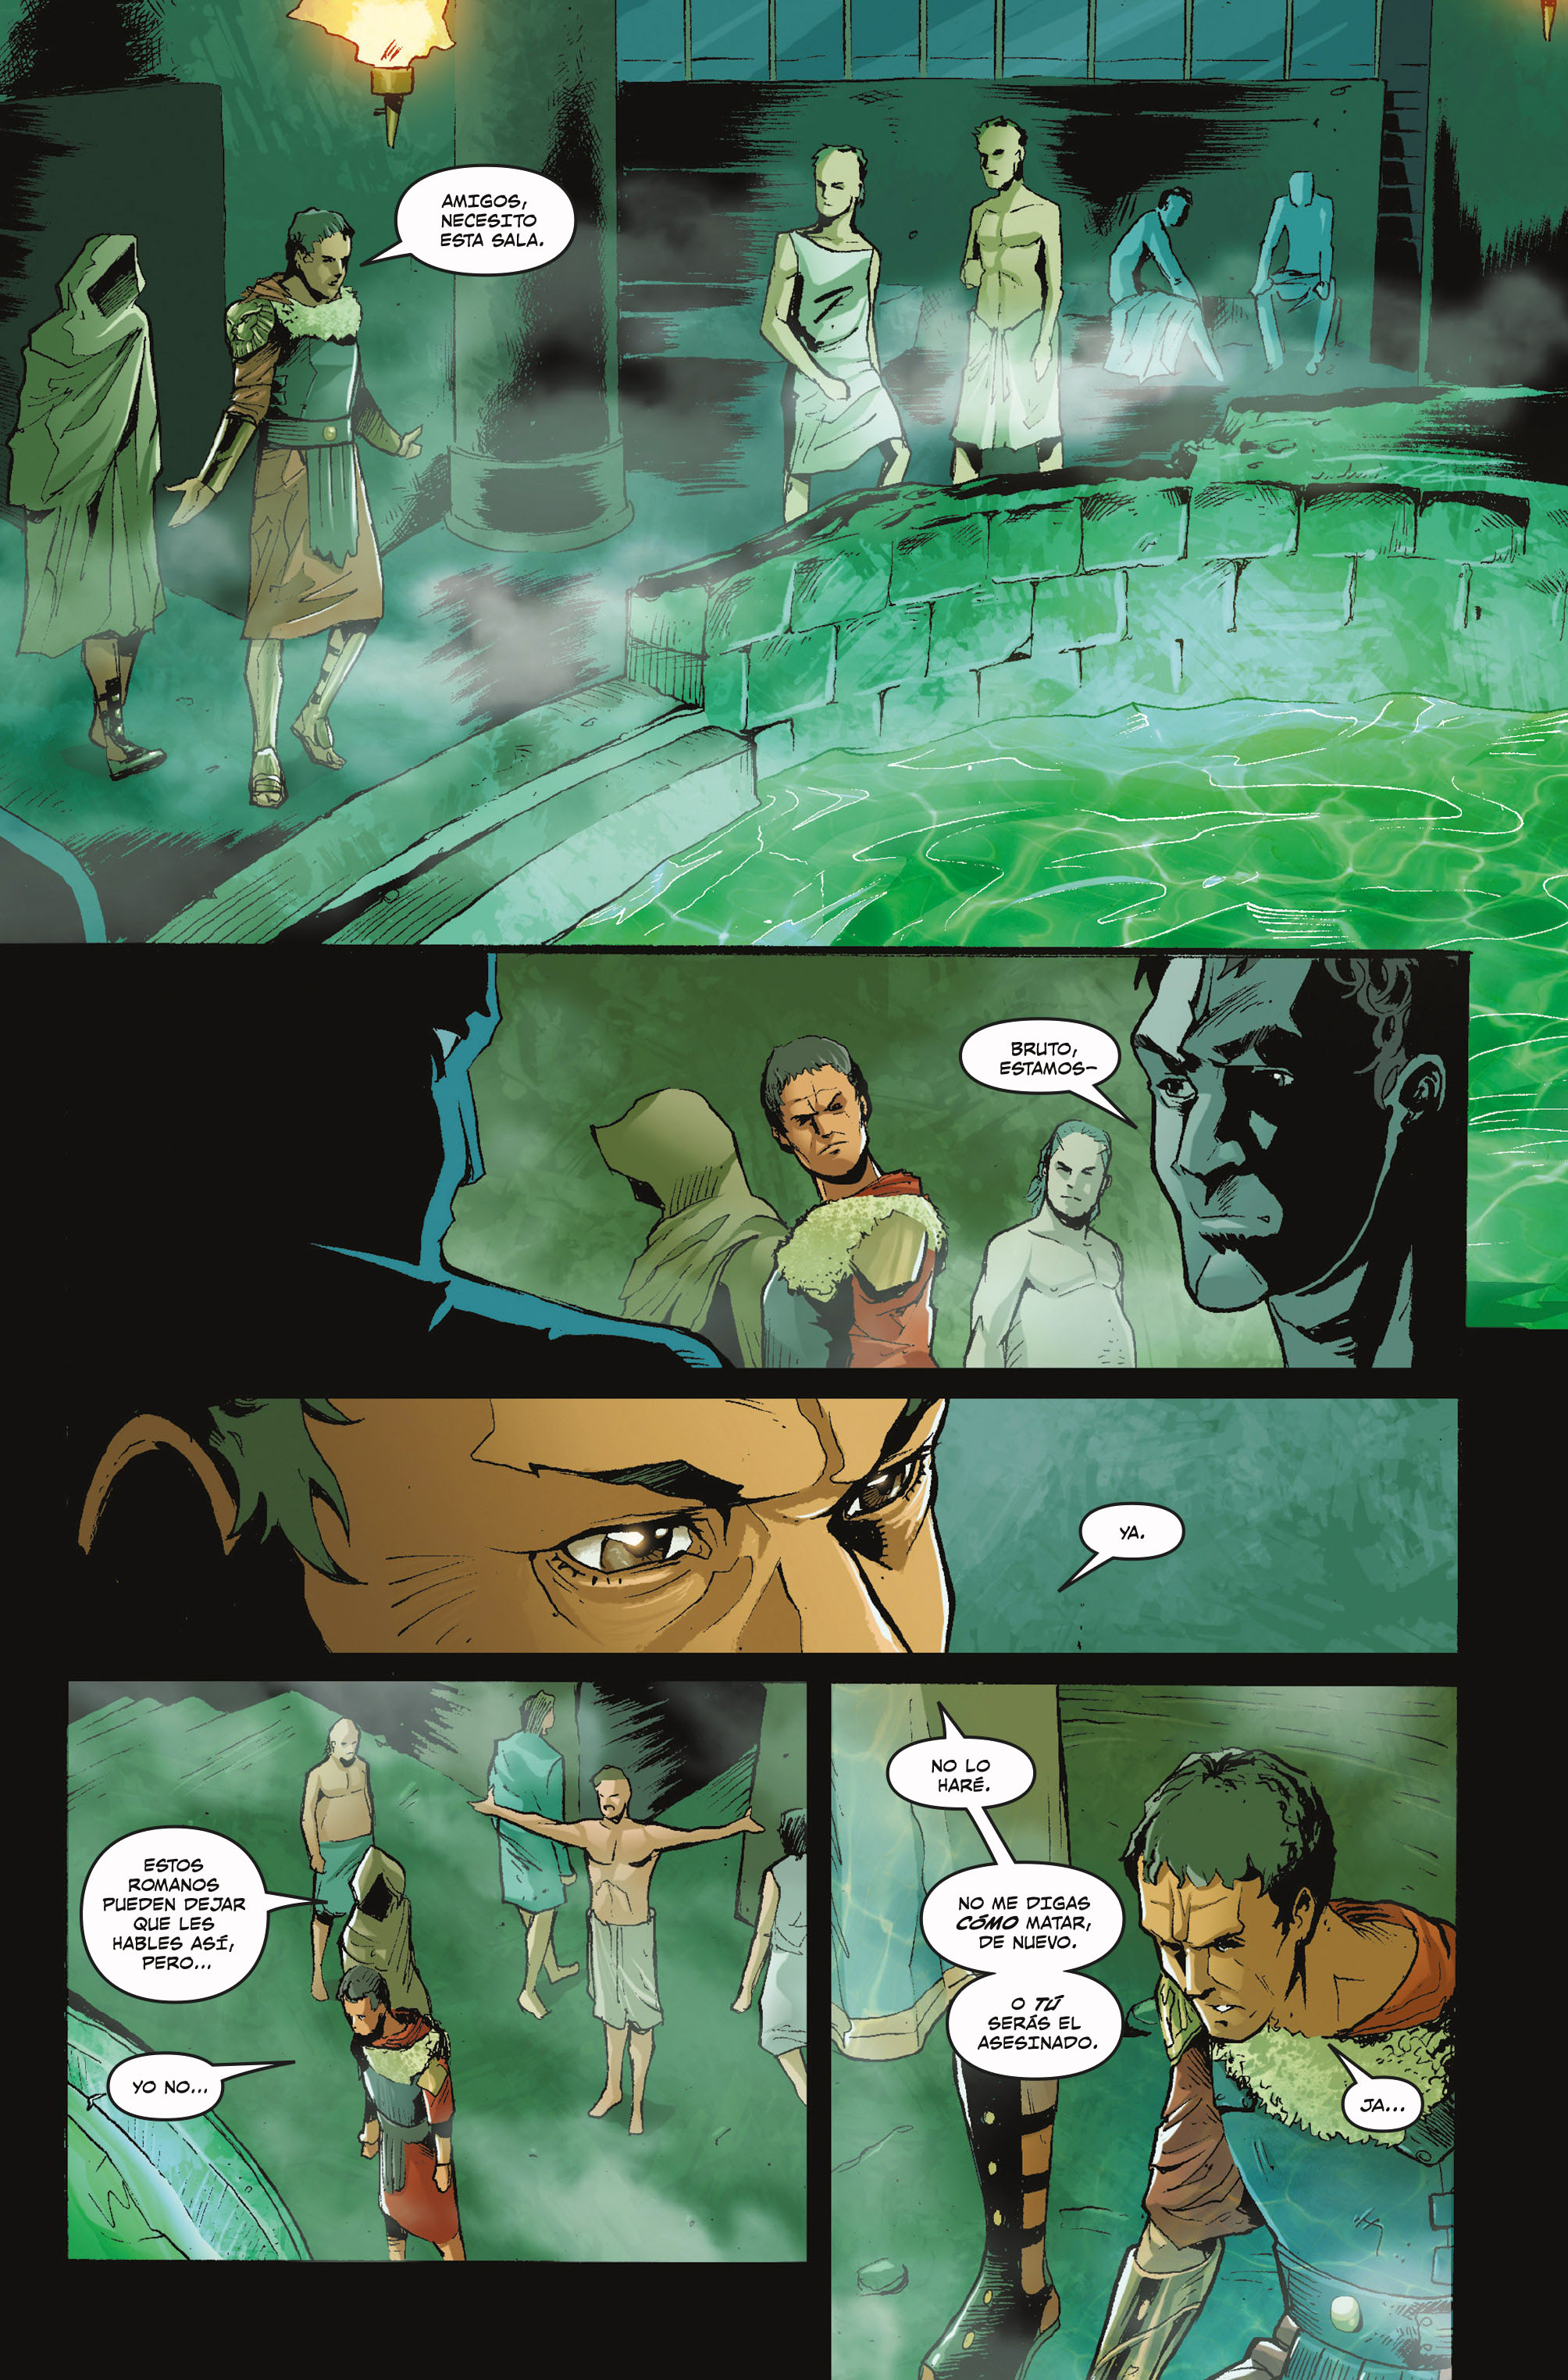 AMIGOS,
NECESITO
ESTA SALA.
BRUTO,
ESTAMOS-
YA.
ESTOS
ROMANOS
PUEDEN DEJAR
QUE LES
HABLES ASÍ,
PERO...
YO NO...
NO LO
HARÉ.
NO ME DIGAS
CÓMO MATAR,
DE NUEVO.
O TÚ
SERÁS EL
ASESINADO.
JA...